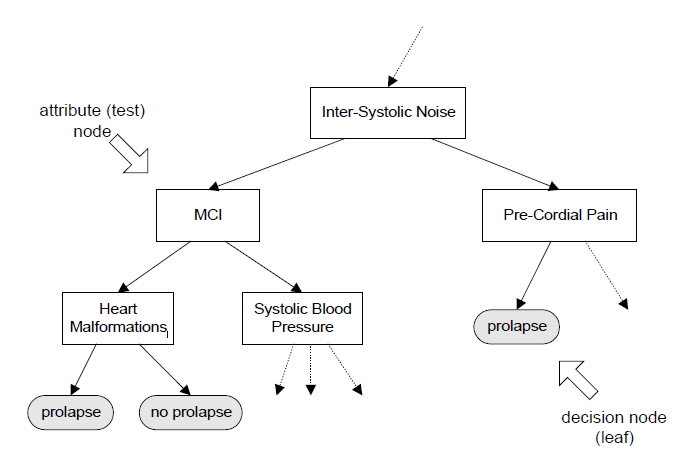 Inter-Systolic Noise
attribute (test)
node
MCI
Pre-Cordial Pain
Heart
Malformations
Systolic Blood
Pressure
prolapse
prolapse
no prolapse
decision node
(leaf)